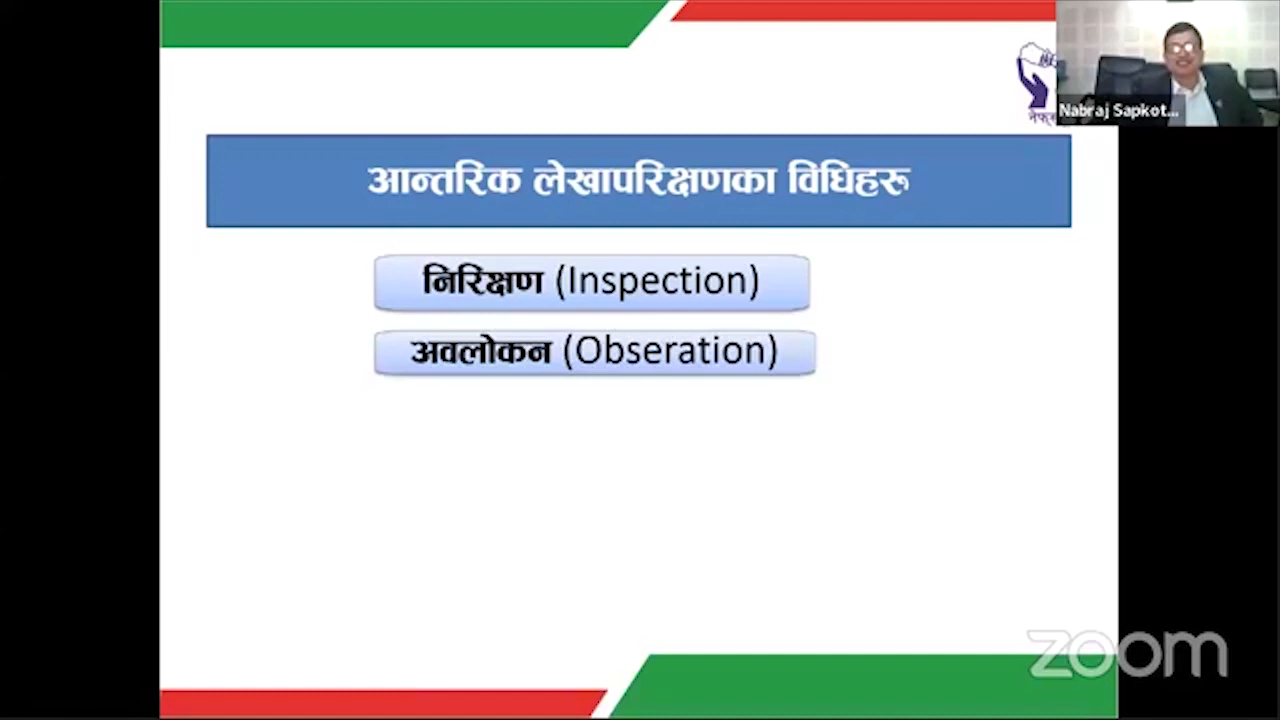 आन्तरिक लेखापरिक्षणका विधिहरू
निरिक्षण (Inspection)
अवलोकन (Obseration)
Nabraj Sapkot...
zoom